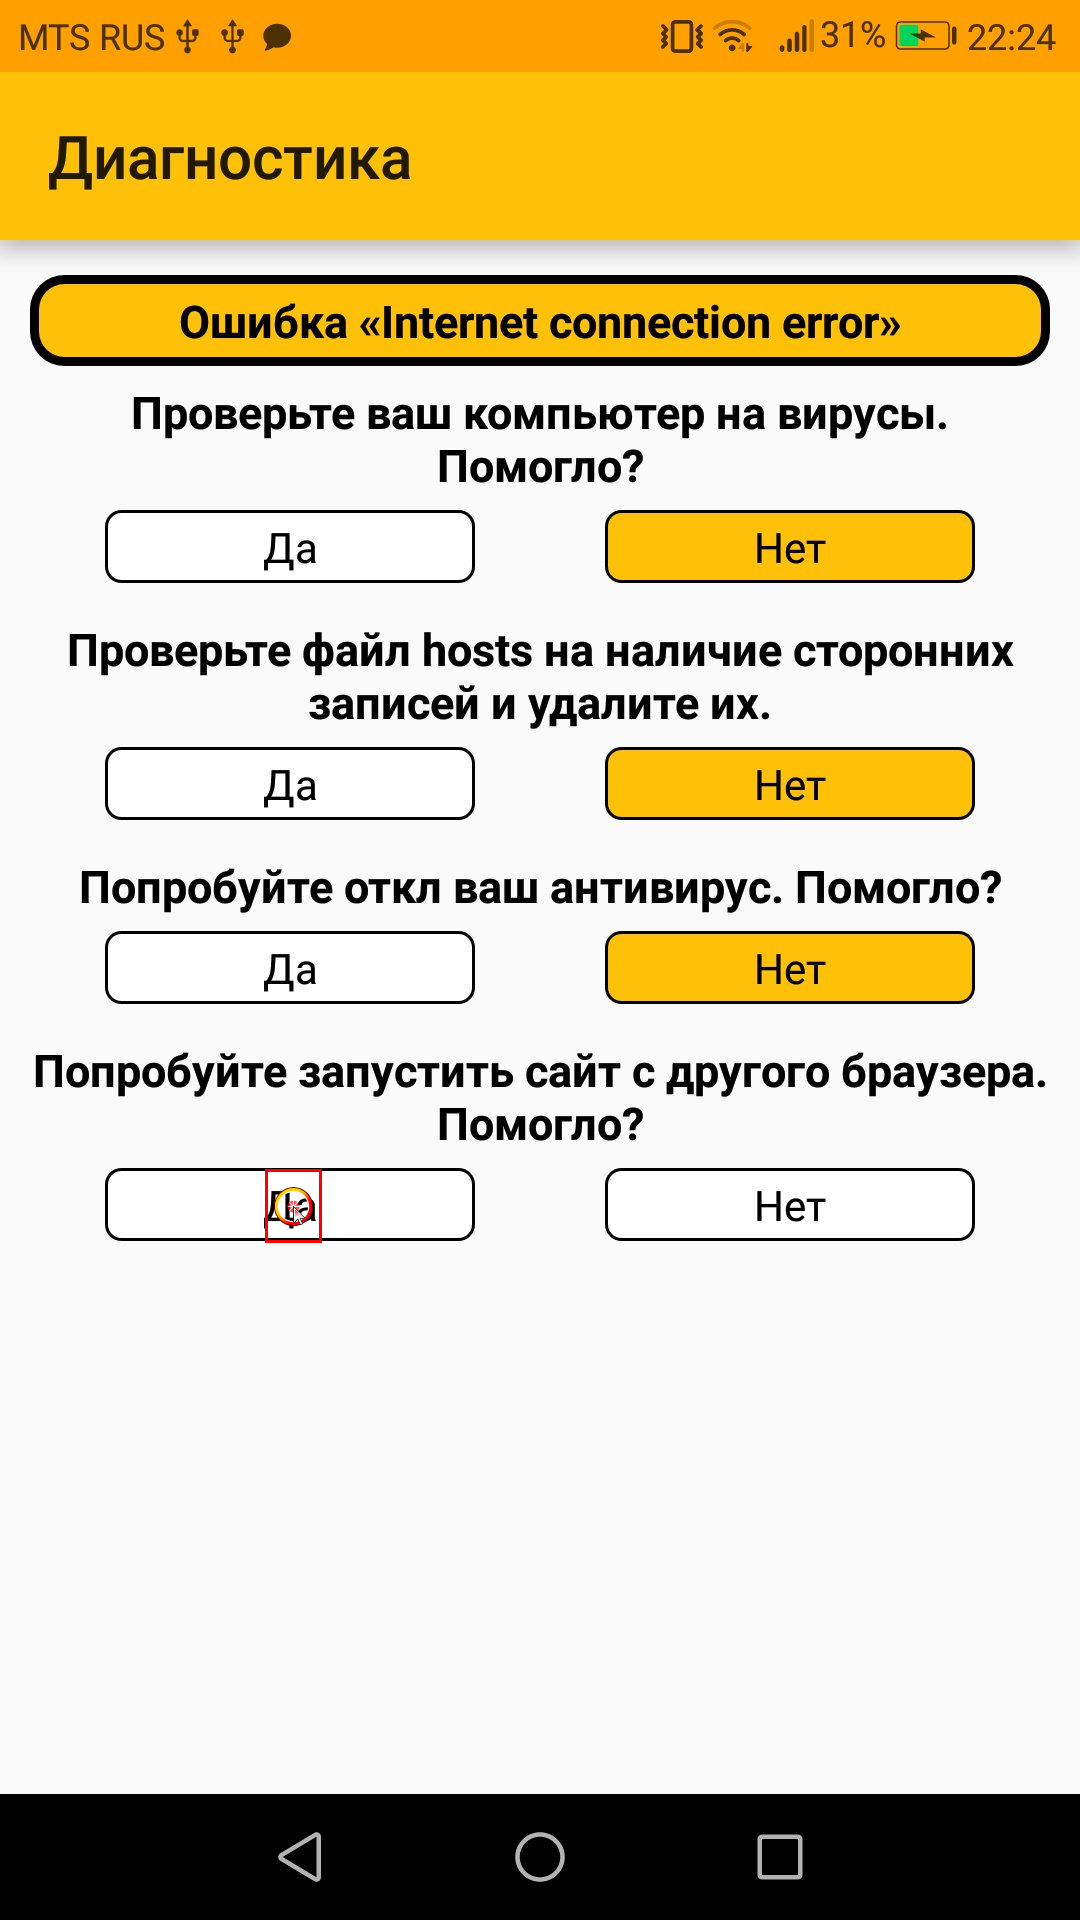 MTS RUS 31% 22:24
Диагностика
Ошибка «Internet connection error»
Проверьте ваш компьютер на вирусы.
Помогло?
Да Нет
Проверьте файл hosts на наличие сторонних
записей и удалите их.
Да Нет
Попробуйте откл ваш антивирус. Помогло?
Да Нет
Попробуйте запустить сайт с другого браузера.
Помогло?
Да Нет